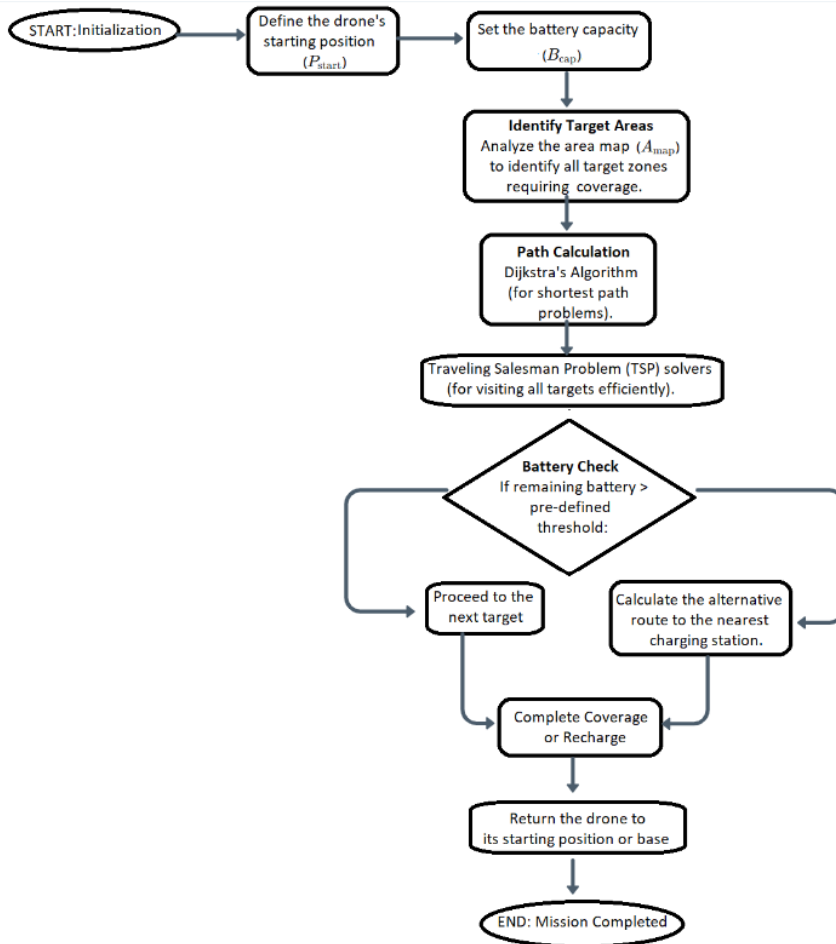 START:Initialization
Define the drone's
starting position
(P_start)
Set the battery capacity
(B_cap)
Identify Target Areas
Analyze the area map (A_map)
to identify all target zones
requiring coverage.
Path Calculation
Dijkstra's Algorithm
(for shortest path
problems).
Traveling Salesman Problem (TSP) solvers
(for visiting all targets efficiently).
Battery Check
If remaining battery >
pre-defined
threshold:
Proceed to the
next target
Calculate the alternative
route to the nearest
charging station.
Complete Coverage
or Recharge
Return the drone to
its starting position or base
END: Mission Completed